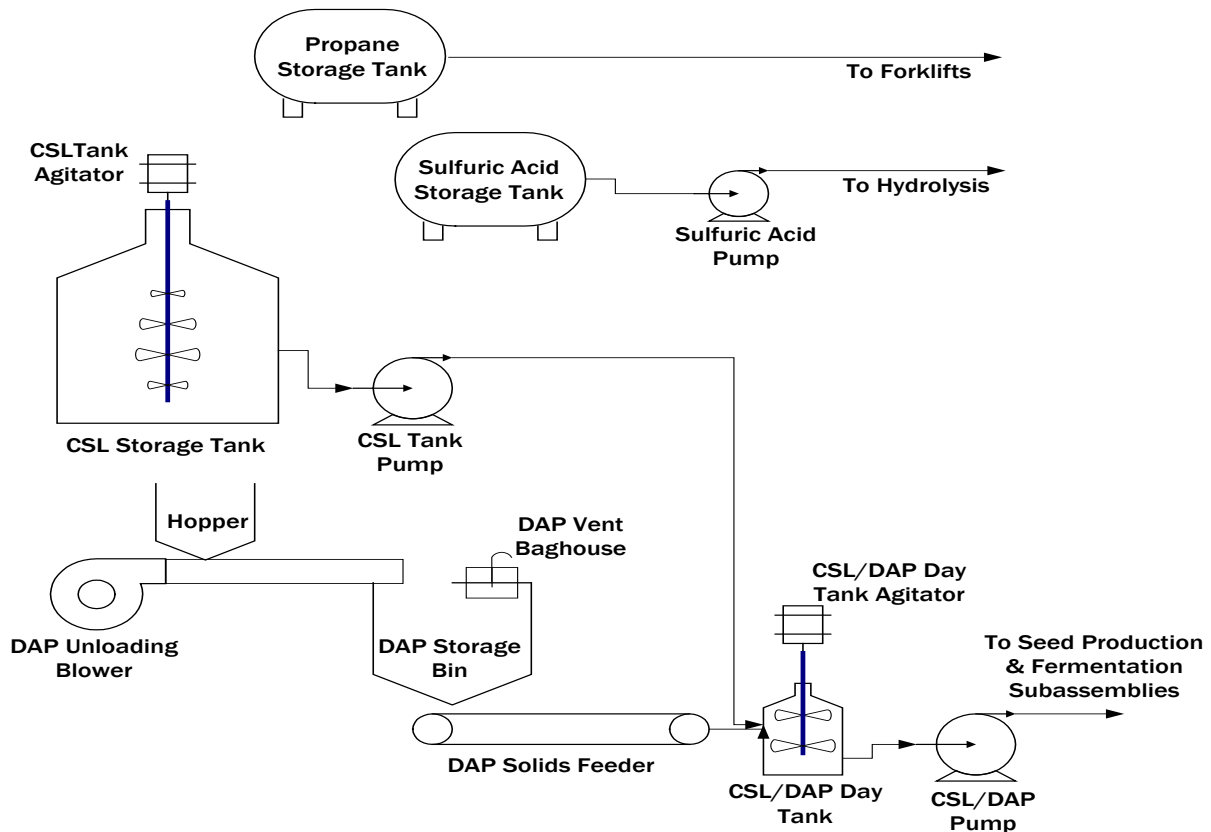 Propane
Storage Tank
To Forklifts
CSLTank
Agitator
Sulfuric Acid
Storage Tank
To Hydrolysis
Sulfuric Acid
Pump
CSL Storage Tank
CSL Tank
Pump
Hopper
DAP Vent
Baghouse
CSL/DAP Day
Tank Agitator
DAP Unloading
Blower
DAP Storage
Bin
To Seed Production
& Fermentation
Subassemblies
DAP Solids Feeder
CSL/DAP Day
Tank
CSL/DAP
Pump